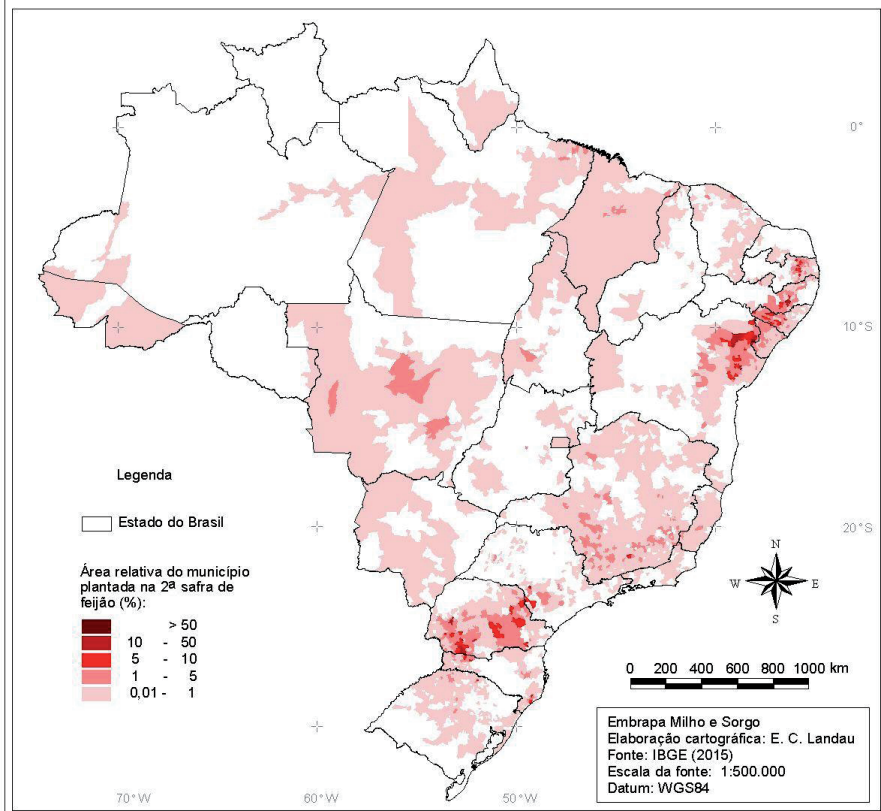 0°
10°S
Legenda
Estado do Brasil
20°S
N
W E
S
Área relativa do município
plantada na 2ª safra de
feijão (%):
> 50
10 - 50
5 - 10
1 - 5
0,01 - 1
0 200 400 600 800 1000 km
Embrapa Milho e Sorgo
Elaboração cartográfica: E. C. Landau
Fonte: IBGE (2015)
Escala da fonte: 1:500.000
Datum: WGS84
70°W 60°W 50°W